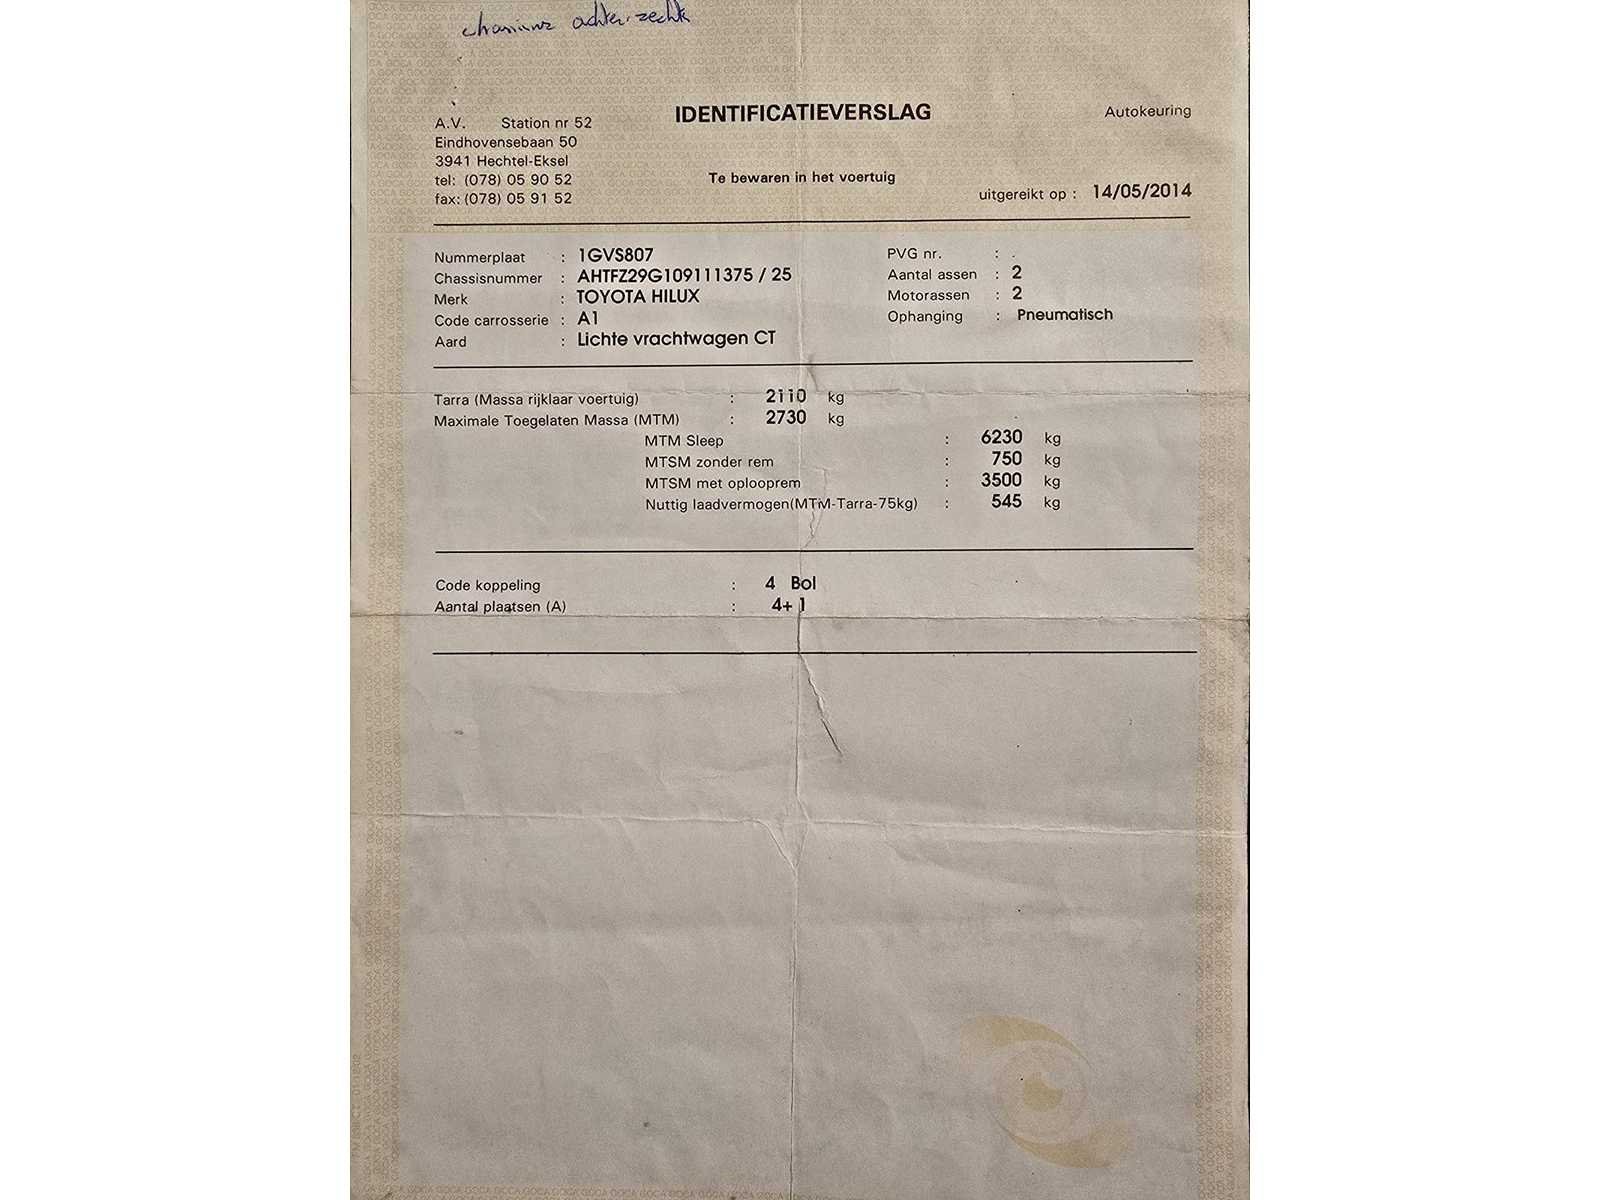 achter rechts
IDENTIFICATIEVERSLAG
Autokeuring
A.V. Station nr 52
Eindhovensebaan 50
3941 Hechtel-Eksel
tel: (078) 05 90 52
fax: (078) 05 91 52
Te bewaren in het voertuig
uitgereikt op : 14/05/2014
Nummerplaat : 1GVS807
Chassisnummer : AHTFZ29G109111375 / 25
Merk : TOYOTA HILUX
Code carrosserie : A1
Aard : Lichte vrachtwagen CT
PVG nr. : .
Aantal assen : 2
Motorassen : 2
Ophanging : Pneumatisch
Tarra (Massa rijklaar voertuig) : 2110 kg
Maximale Toegelaten Massa (MTM) : 2730 kg
MTM Sleep : 6230 kg
MTSM zonder rem : 750 kg
MTSM met oplooprem : 3500 kg
Nuttig laadvermogen(MTM-Tarra-75kg) : 545 kg
Code koppeling : 4 Bol
Aantal plaatsen (A) : 4+ 1